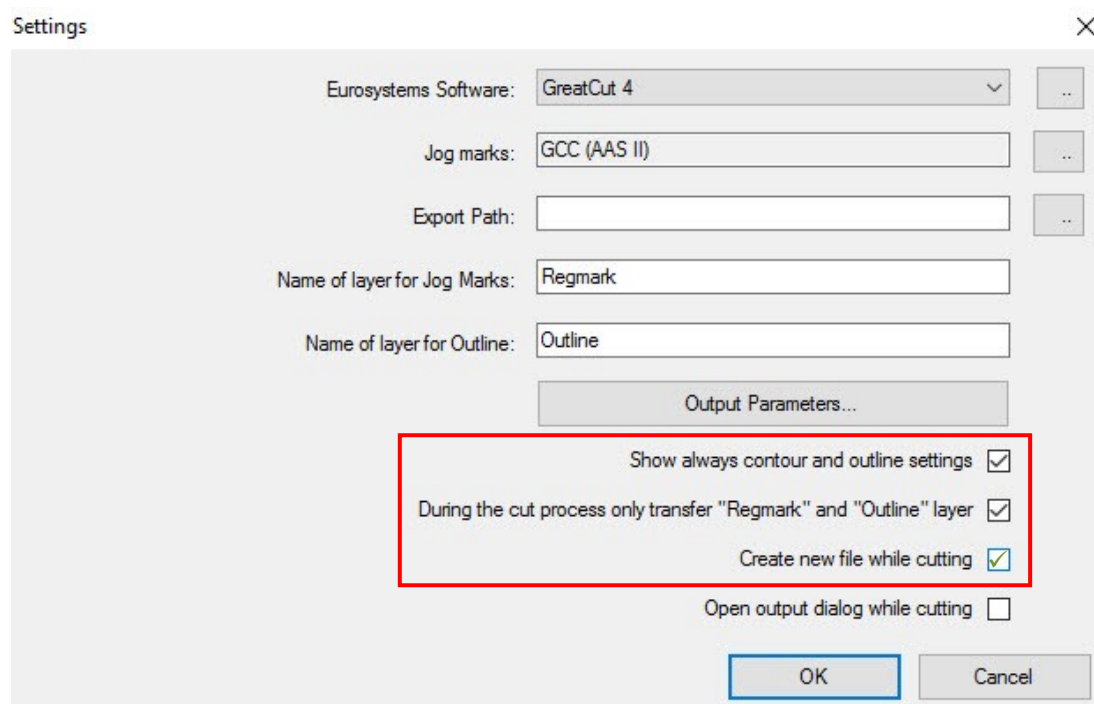 Settings
Eurosystems Software: GreatCut 4 ..
Jog marks: GCC (AAS II) ..
Export Path: ..
Name of layer for Jog Marks: Regmark
Name of layer for Outline: Outline
Output Parameters...
Show always contour and outline settings
During the cut process only transfer "Regmark" and "Outline" layer
Create new file while cutting
Open output dialog while cutting
OK Cancel